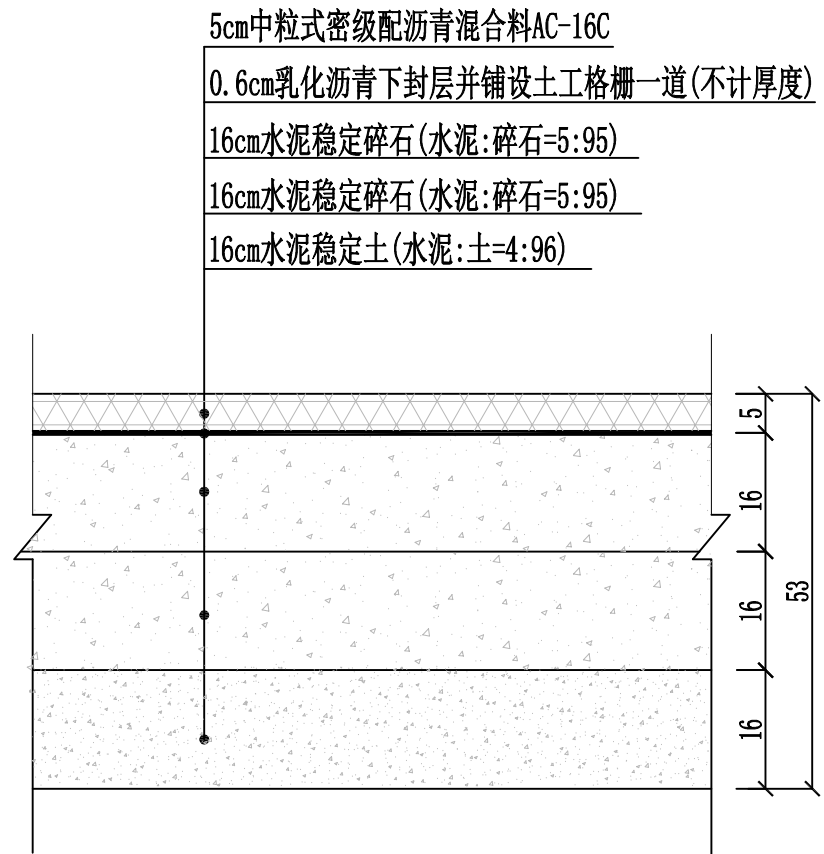 5cm中粒式密级配沥青混合料AC-16C
0.6cm乳化沥青下封层并铺设土工格栅一道(不计厚度)
16cm水泥稳定碎石(水泥:碎石=5:95)
16cm水泥稳定碎石(水泥:碎石=5:95)
16cm水泥稳定土(水泥:土=4:96)
5
16
16
53
16